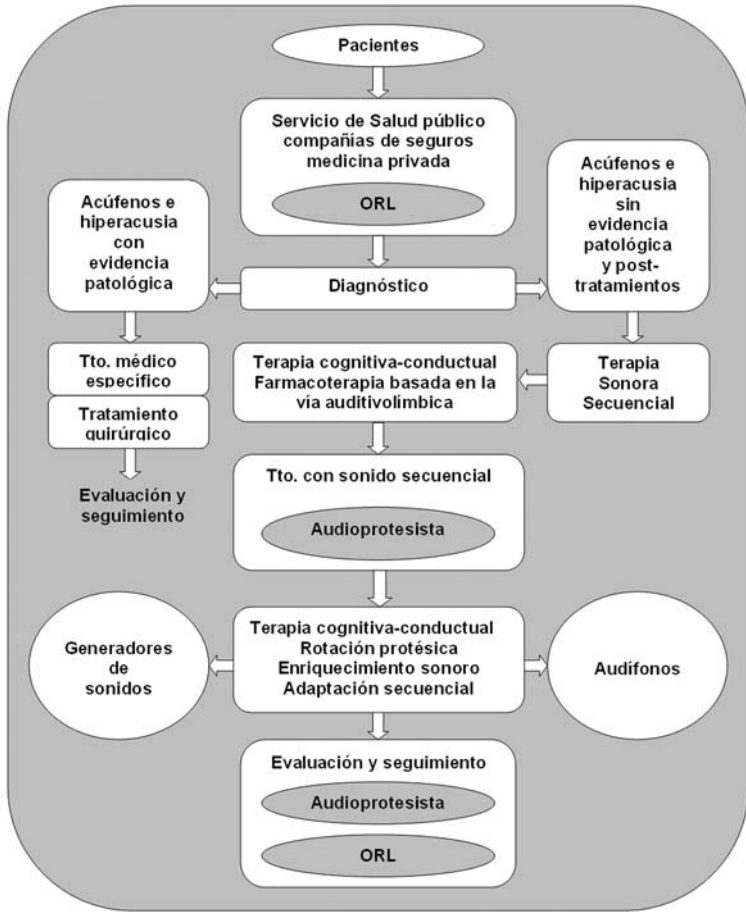 Pacientes
Servicio de Salud público
compañías de seguros
medicina privada
ORL
Acúfenos e
hiperacusia
con
evidencia
patológica
Acúfenos e
hiperacusia
sin
evidencia
patológica
y post-
tratamientos
Diagnóstico
Tto. médico
específico
Tratamiento
quirúrgico
Evaluación y
seguimiento
Terapia cognitiva-conductual
Farmacoterapia basada en la
vía auditivolímbica
Terapia
Sonora
Secuencial
Tto. con sonido secuencial
Audioprotesista
Generadores
de
sonidos
Terapia cognitiva-conductual
Rotación protésica
Enriquecimiento sonoro
Adaptación secuencial
Audífonos
Evaluación y seguimiento
Audioprotesista
ORL